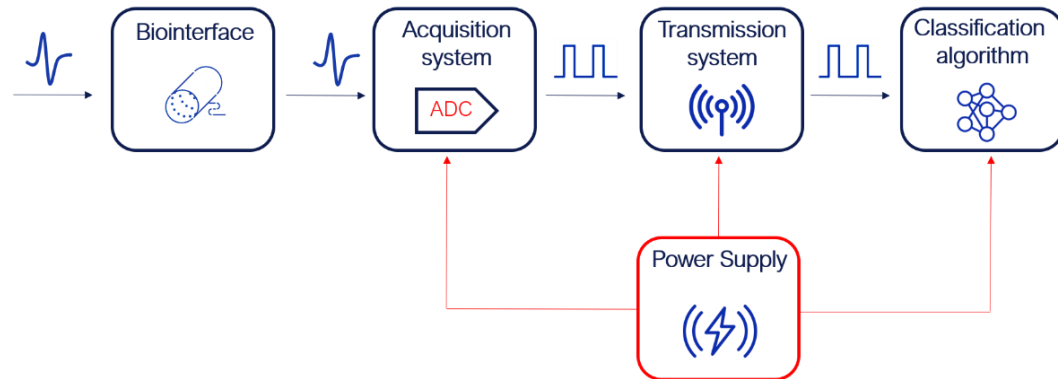 Biointerface
Acquisition
system
ADC
Transmission
system
Classification
algorithm
Power Supply